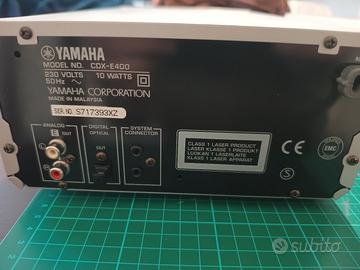 YAMAHA
MODEL NO. CDX-E400
230 VOLTS 10 WATTS
50Hz
YAMAHA CORPORATION
MADE IN MALAYSIA
SER.NO. S717393XZ
ANALOG
OUT
DIGITAL
OPTICAL
OUT
SYSTEM
CONNECTOR
L
CLASS 1 LASER PRODUCT
LASER KLASSE 1 PRODUKT
LUOKAN 1 LASERLAITE
KLASS 1 LASER APPARAT
CE
EMC
S
subito